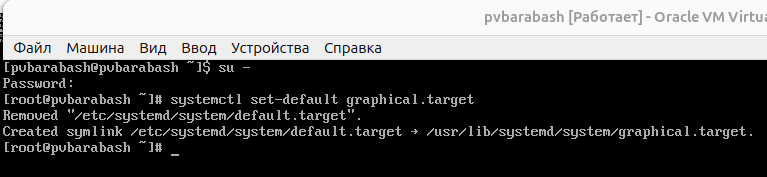 pvbarabash [Работает] - Oracle VM Virtua
Файл Машина Вид Ввод Устройства Справка
[pvbarabash@pvbarabash ~]$ su -
Password:
[root@pvbarabash ~]# systemctl set-default graphical.target
Removed "/etc/systemd/system/default.target".
Created symlink /etc/systemd/system/default.target → /usr/lib/systemd/system/graphical.target.
[root@pvbarabash ~]# _